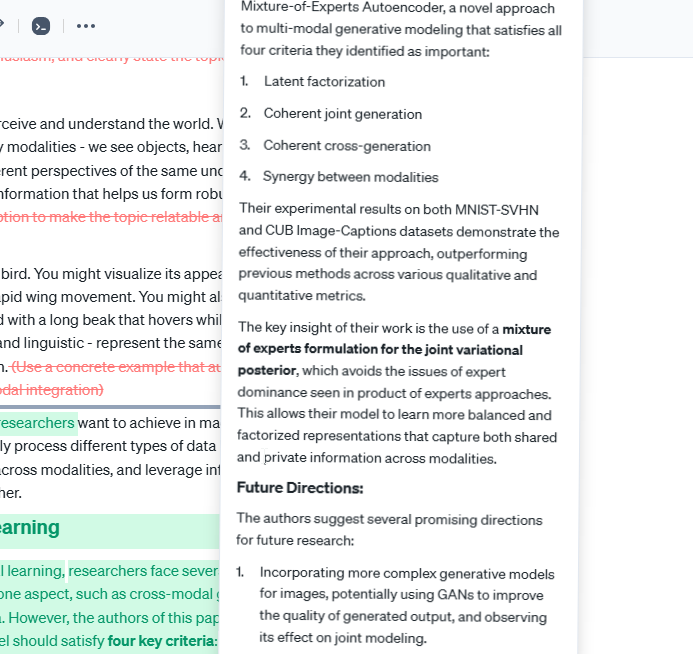 and clearly state the topi
rceive and understand the world. W
y modalities - we see objects, hear
rent perspectives of the same und
nformation that helps us form robu
ption to make the topic relatable a
bird. You might visualize its appea
apid wing movement. You might al
d with a long beak that hovers whil
and linguistic - represent the same
n. (Use a concrete example that au
odal integration)
researchers want to achieve in ma
ly process different types of data
across modalities, and leverage inf
her.
earning
l learning, researchers face sever
one aspect, such as cross-modal g
. However, the authors of this pap
el should satisfy four key criteria:
Mixture-of-Experts Autoencoder, a novel approach
to multi-modal generative modeling that satisfies all
four criteria they identified as important:
1. Latent factorization
2. Coherent joint generation
3. Coherent cross-generation
4. Synergy between modalities
Their experimental results on both MNIST-SVHN
and CUB Image-Captions datasets demonstrate the
effectiveness of their approach, outperforming
previous methods across various qualitative and
quantitative metrics.
The key insight of their work is the use of a mixture
of experts formulation for the joint variational
posterior, which avoids the issues of expert
dominance seen in product of experts approaches.
This allows their model to learn more balanced and
factorized representations that capture both shared
and private information across modalities.
Future Directions:
The authors suggest several promising directions
for future research:
1. Incorporating more complex generative models
for images, potentially using GANs to improve
the quality of generated output, and observing
its effect on joint modeling.